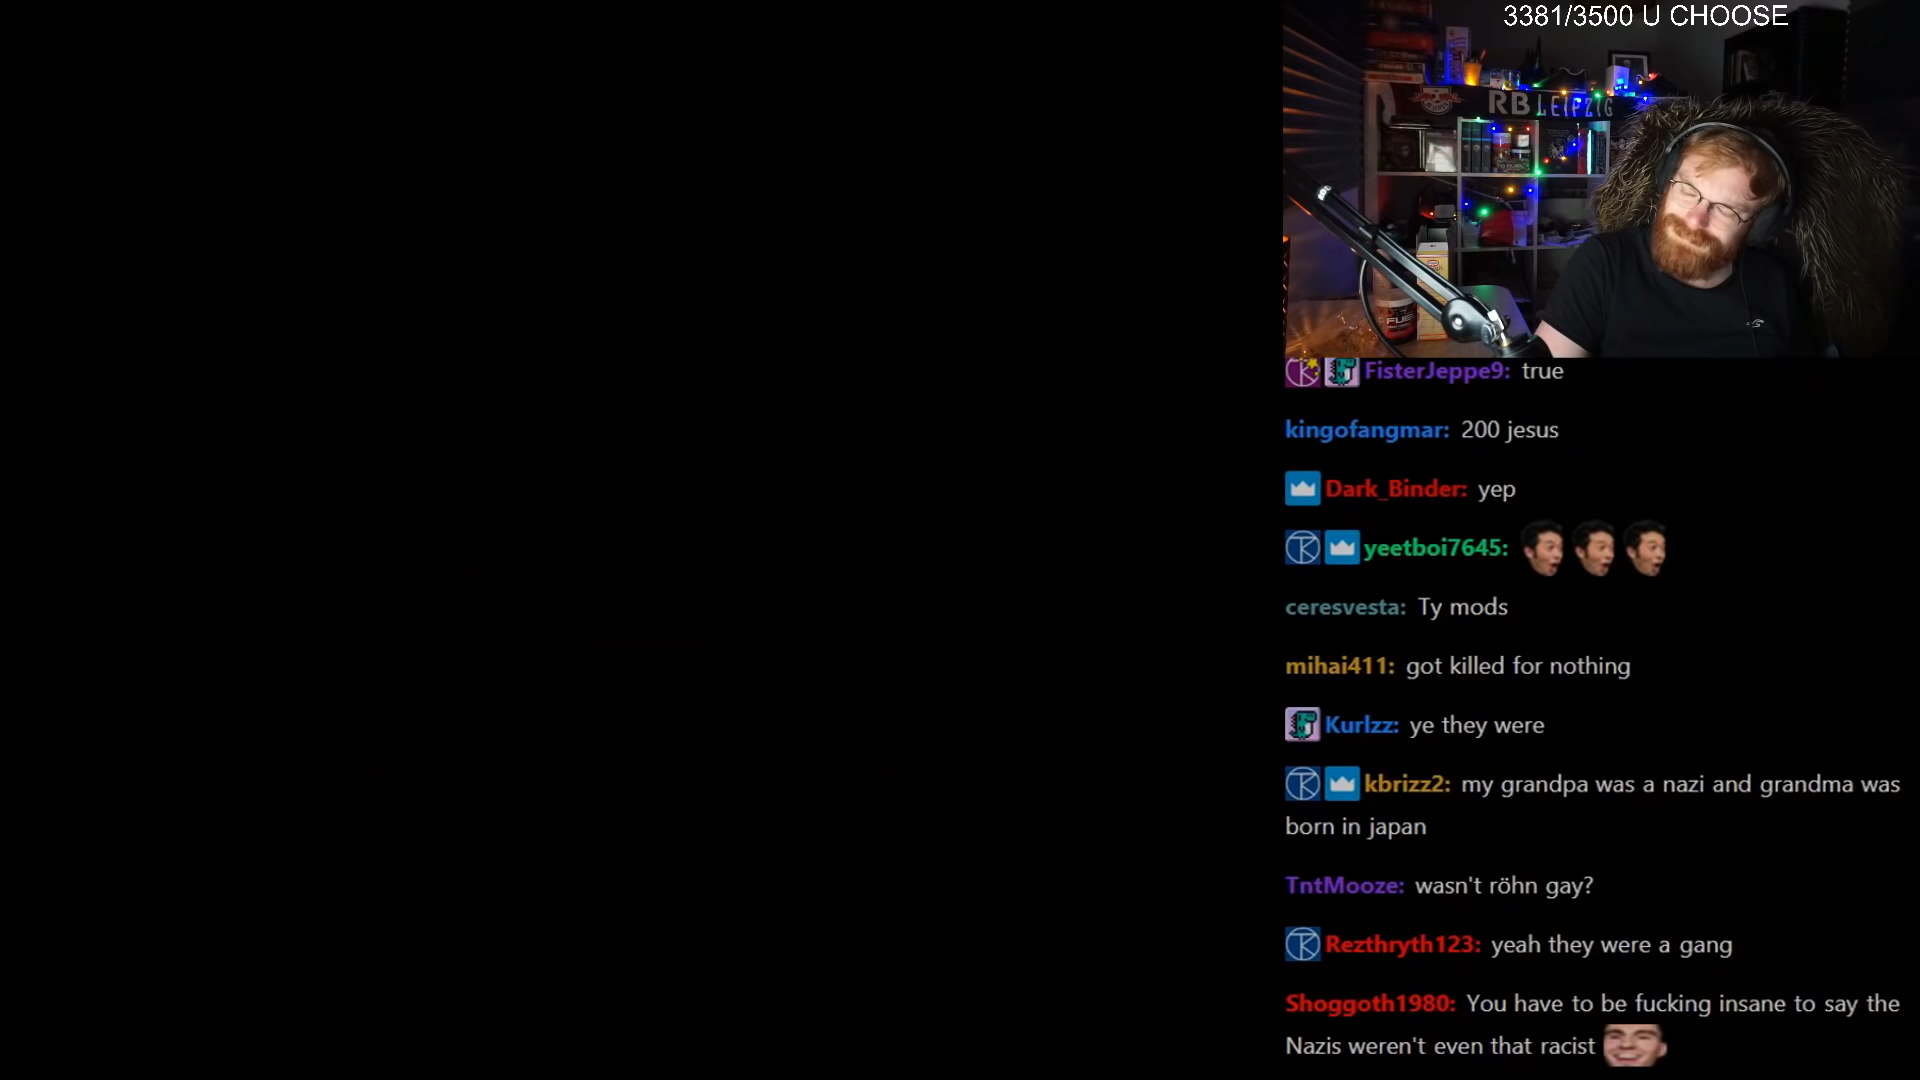 3381/3500 U CHOOSE
RB LEIPZIG
FUEL
FisterJeppe9: true
kingofangmar: 200 jesus
Dark_Binder: yep
yeetboi7645:
ceresvesta: Ty mods
mihai411: got killed for nothing
Kurlzz: ye they were
kbrizz2: my grandpa was a nazi and grandma was
born in japan
TntMooze: wasn't röhn gay?
Rezthryth123: yeah they were a gang
Shoggoth1980: You have to be fucking insane to say the
Nazis weren't even that racist